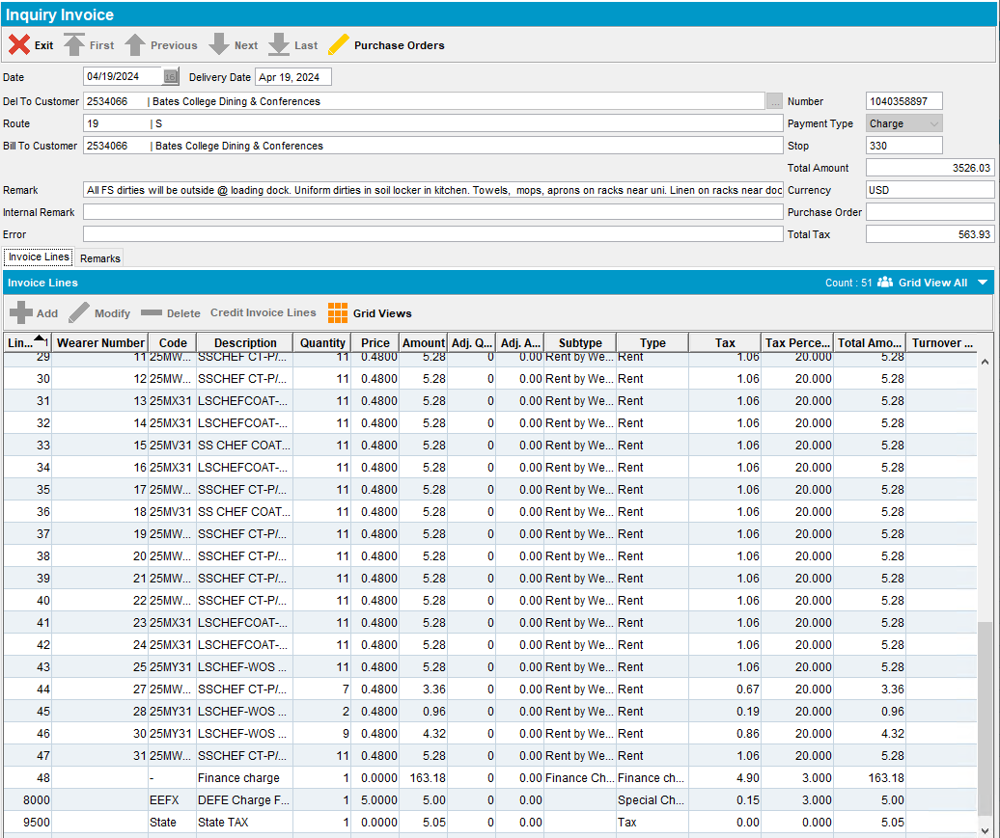 Inquiry Invoice
Exit First Previous Next Last Purchase Orders
Date 04/19/2024 16 Delivery Date Apr 19, 2024
Del To Customer 2534066 | Bates College Dining & Conferences ... Number 1040358897
Route 19 | S Payment Type Charge
Bill To Customer 2534066 | Bates College Dining & Conferences Stop 330
Total Amount 3526.03
Remark All FS dirties will be outside @ loading dock. Uniform dirties in soil locker in kitchen. Towels, mops, aprons on racks near uni. Linen on racks near doc Currency USD
Internal Remark Purchase Order
Error Total Tax 563.93
Invoice Lines Remarks
Invoice Lines Count : 51 Grid View All
Add Modify Delete Credit Invoice Lines Grid Views
Lin... 1 Wearer Number Code Description Quantity Price Amount Adj. Q... Adj. A... Subtype Type Tax Tax Perce... Total Amo... Turnover ...
29 11 25MW... SSCHEF CT-P/... 11 0.4800 5.28 0 0.00 Rent by We... Rent 1.06 20.000 5.28
30 12 25MW... SSCHEF CT-P/... 11 0.4800 5.28 0 0.00 Rent by We... Rent 1.06 20.000 5.28
31 13 25MX31 LSCHEFCOAT-... 11 0.4800 5.28 0 0.00 Rent by We... Rent 1.06 20.000 5.28
32 14 25MX31 LSCHEFCOAT-... 11 0.4800 5.28 0 0.00 Rent by We... Rent 1.06 20.000 5.28
33 15 25MV31 SS CHEF COAT... 11 0.4800 5.28 0 0.00 Rent by We... Rent 1.06 20.000 5.28
34 16 25MX31 LSCHEFCOAT-... 11 0.4800 5.28 0 0.00 Rent by We... Rent 1.06 20.000 5.28
35 17 25MW... SSCHEF CT-P/... 11 0.4800 5.28 0 0.00 Rent by We... Rent 1.06 20.000 5.28
36 18 25MV31 SS CHEF COAT... 11 0.4800 5.28 0 0.00 Rent by We... Rent 1.06 20.000 5.28
37 19 25MW... SSCHEF CT-P/... 11 0.4800 5.28 0 0.00 Rent by We... Rent 1.06 20.000 5.28
38 20 25MW... SSCHEF CT-P/... 11 0.4800 5.28 0 0.00 Rent by We... Rent 1.06 20.000 5.28
39 21 25MW... SSCHEF CT-P/... 11 0.4800 5.28 0 0.00 Rent by We... Rent 1.06 20.000 5.28
40 22 25MW... SSCHEF CT-P/... 11 0.4800 5.28 0 0.00 Rent by We... Rent 1.06 20.000 5.28
41 23 25MX31 LSCHEFCOAT-... 11 0.4800 5.28 0 0.00 Rent by We... Rent 1.06 20.000 5.28
42 24 25MX31 LSCHEFCOAT-... 11 0.4800 5.28 0 0.00 Rent by We... Rent 1.06 20.000 5.28
43 25 25MY31 LSCHEF-WOS ... 11 0.4800 5.28 0 0.00 Rent by We... Rent 1.06 20.000 5.28
44 27 25MW... SSCHEF CT-P/... 7 0.4800 3.36 0 0.00 Rent by We... Rent 0.67 20.000 3.36
45 28 25MY31 LSCHEF-WOS ... 2 0.4800 0.96 0 0.00 Rent by We... Rent 0.19 20.000 0.96
46 30 25MY31 LSCHEF-WOS ... 9 0.4800 4.32 0 0.00 Rent by We... Rent 0.86 20.000 4.32
47 31 25MW... SSCHEF CT-P/... 11 0.4800 5.28 0 0.00 Rent by We... Rent 1.06 20.000 5.28
48 - Finance charge 1 0.0000 163.18 0 0.00 Finance Ch... Finance ch... 4.90 3.000 163.18
8000 EEFX DEFE Charge F... 1 5.0000 5.00 0 0.00 Special Ch... 0.15 3.000 5.00
9500 State State TAX 1 0.0000 5.05 0 0.00 Tax 0.00 0.000 5.05